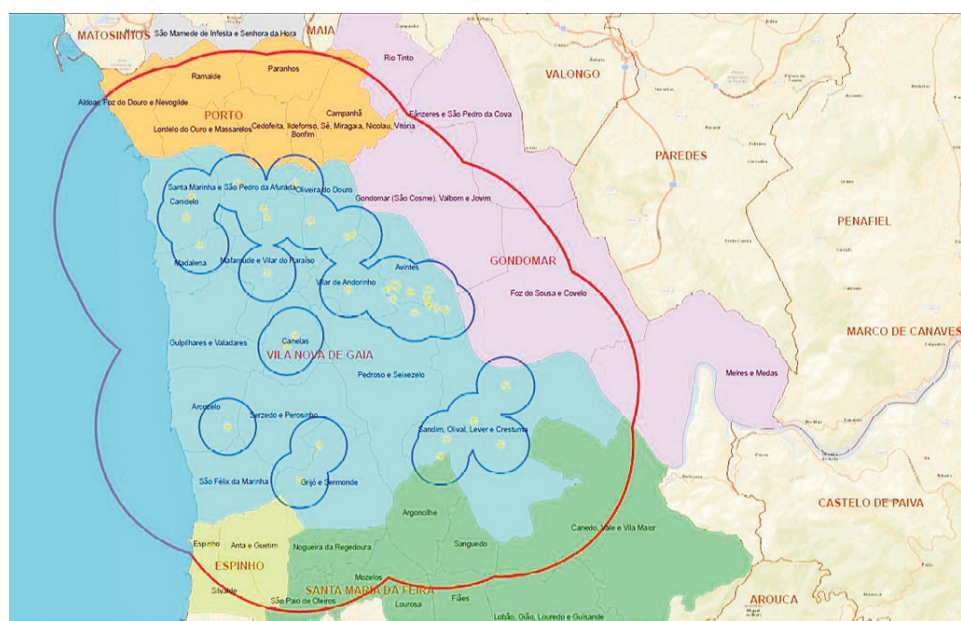 MATOSINHOS
São Mamede de Infesta e Senhora da Hora
MAIA
Rio Tinto
VALONGO
Ramalde
Paranhos
Aldoar, Foz do Douro e Nevogilde
PORTO
Campanhã
Fânzeres e São Pedro da Cova
Lordelo do Ouro e Massarelos
Cedofeita, Ildefonso, Sé, Miragaia, Nicolau, Vitória
Bonfim
PAREDES
Santa Marinha e São Pedro da Afurada
Oliveira do Douro
Canidelo
Gondomar (São Cosme), Valbom e Jovim
PENAFIEL
Madalena
Mafamude e Vilar do Paraíso
Avintes
GONDOMAR
Vilar de Andorinho
Foz do Sousa e Covelo
MARCO DE CANAVES
Gulpilhares e Valadares
Canelas
VILA NOVA DE GAIA
Pedroso e Seixezelo
Melres e Medas
Arcozelo
Serzedo e Perosinho
Sandim, Olival, Lever e Crestuma
São Félix da Marinha
Grijó e Sermonde
CASTELO DE PAIVA
Argoncilhe
Canedo, Vale e Vila Maior
Espinho
Anta e Guetim
Nogueira da Regedoura
Sanguedo
ESPINHO
Mozelos
Silvalde
SANTA MARIA DA FEIRA
São Paio de Oleiros
Lourosa
Fiães
AROUCA
Lobão, Gião, Louredo e Guisande